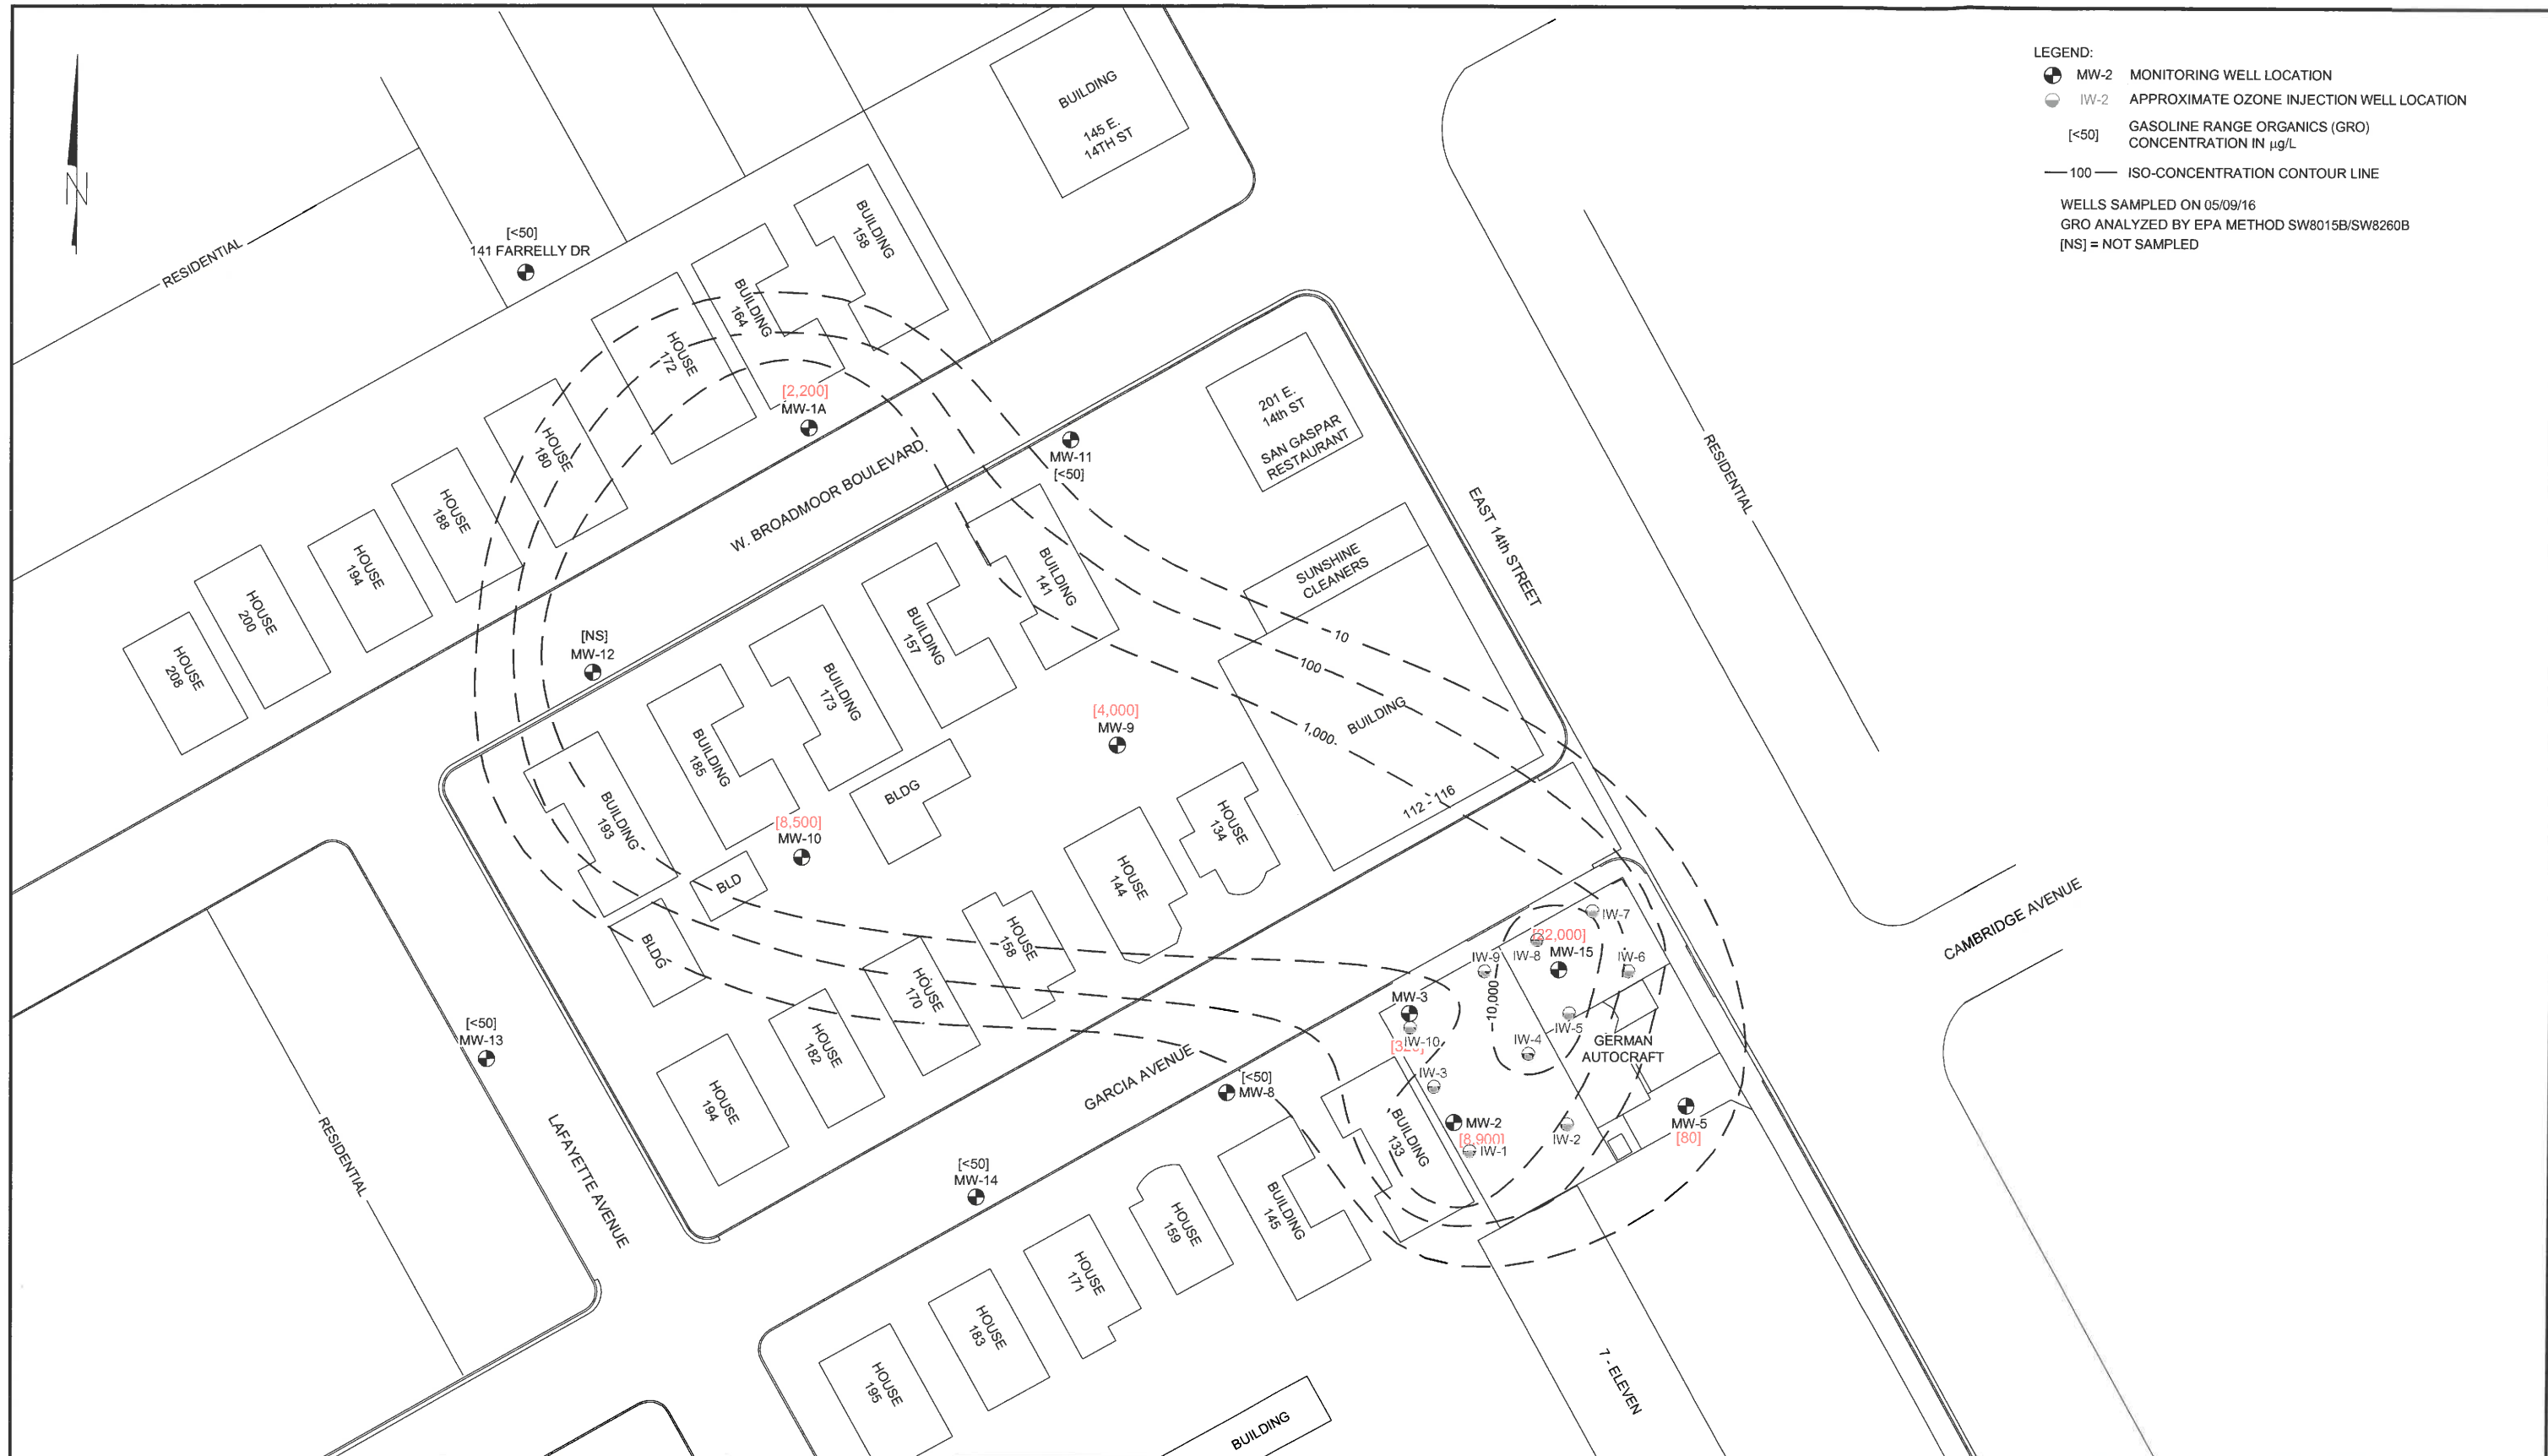 LEGEND:
MW-2 MONITORING WELL LOCATION
IW-2 APPROXIMATE OZONE INJECTION WELL LOCATION
[<50] GASOLINE RANGE ORGANICS (GRO)
CONCENTRATION IN µg/L
100 ISO-CONCENTRATION CONTOUR LINE
WELLS SAMPLED ON 05/09/16
GRO ANALYZED BY EPA METHOD SW8015B/SW8260B
[NS] = NOT SAMPLED
N
BUILDING
145 E.
14TH ST
RESIDENTIAL
[<50]
141 FARRELLY DR
BUILDING
158
BUILDING
164
HOUSE
172
HOUSE
180
HOUSE
188
HOUSE
194
HOUSE
200
HOUSE
208
[2,200]
MW-1A
W. BROADMOOR BOULEVARD
MW-11
[<50]
201 E.
14th ST
SAN GASPAR
RESTAURANT
EAST 14th STREET
RESIDENTIAL
SUNSHINE
CLEANERS
BUILDING
112 - 116
10
100
1,000
[NS]
MW-12
BUILDING
141
BUILDING
157
BUILDING
173
BUILDING
185
BUILDING
193
BLDG
BLD
BLDG
[4,000]
MW-9
[8,500]
MW-10
HOUSE
134
HOUSE
144
HOUSE
158
HOUSE
170
HOUSE
182
HOUSE
194
CAMBRIDGE AVENUE
IW-7
[22,000]
MW-15
IW-8
IW-9
IW-6
10,000
MW-3
IW-10
IW-5
IW-4
GERMAN
AUTOCRAFT
IW-3
MW-2
[8,900]
IW-1
IW-2
MW-5
[80]
[<50]
MW-13
LAFAYETTE AVENUE
RESIDENTIAL
GARCIA AVENUE
[<50]
MW-8
[<50]
MW-14
BUILDING
133
BUILDING
145
HOUSE
159
HOUSE
171
HOUSE
183
HOUSE
195
BUILDING
7 - ELEVEN